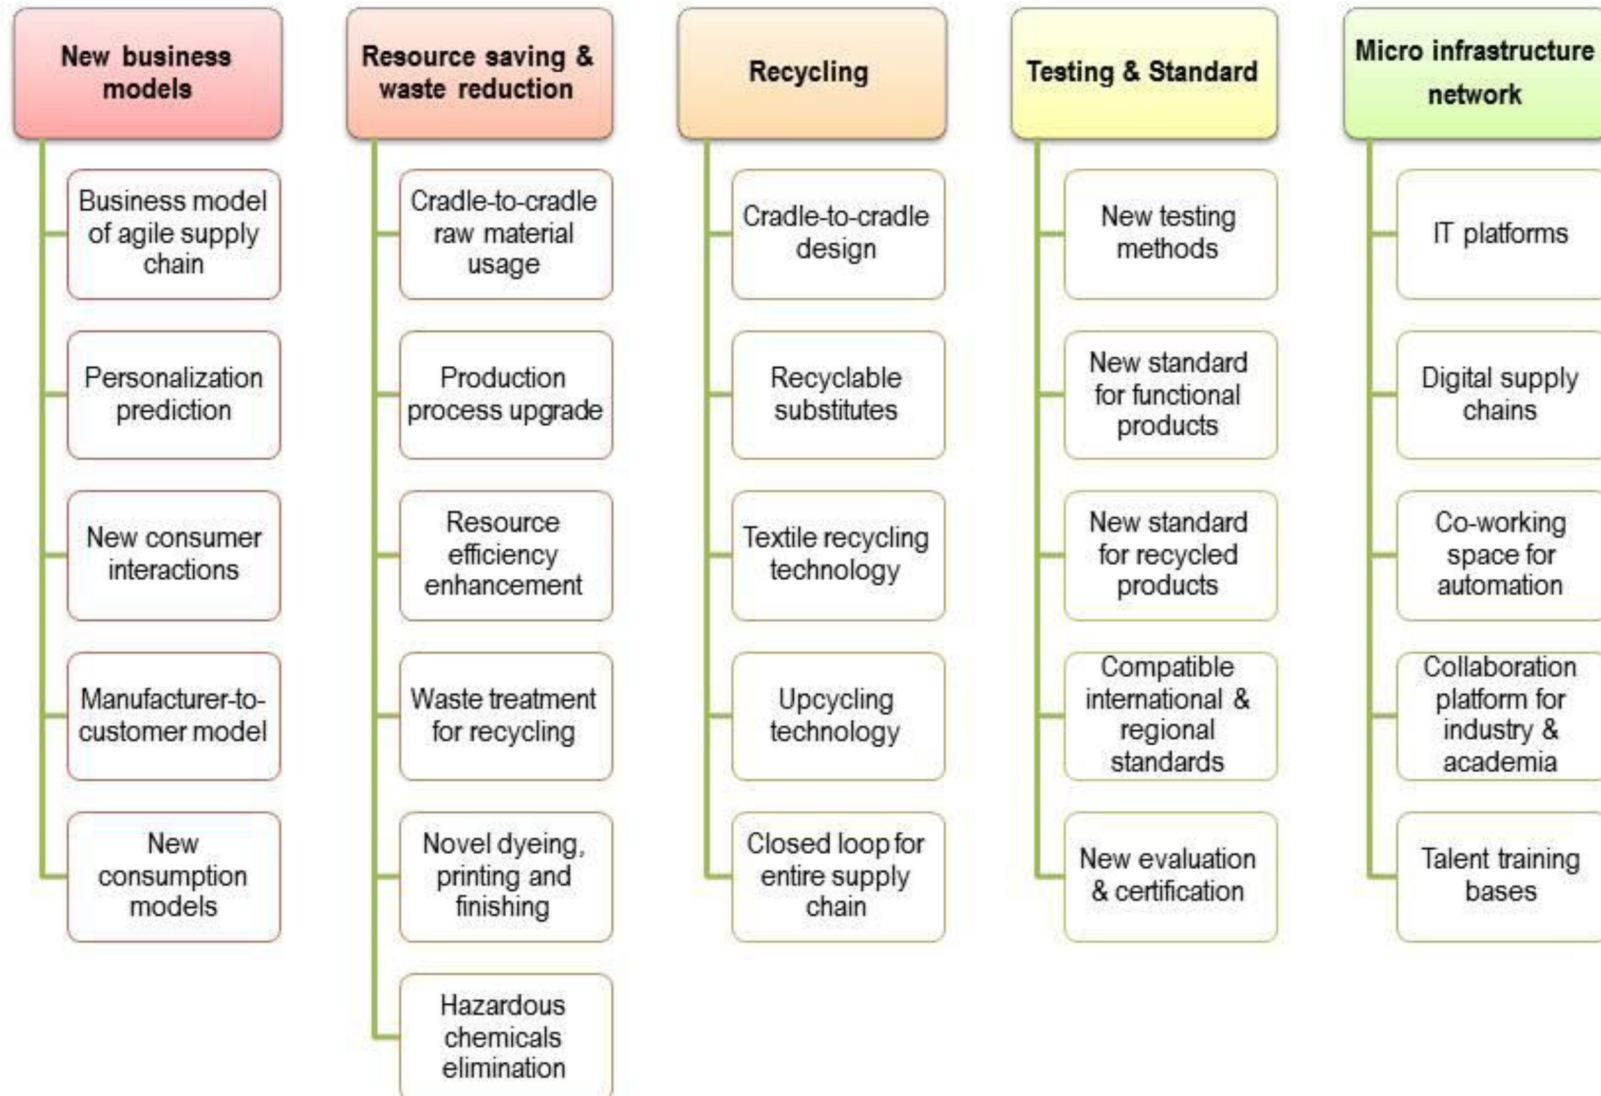 New business
models
Business model
of agile supply
chain
Personalization
prediction
New consumer
interactions
Manufacturer-to-
customer model
New
consumption
models
Resource saving &
waste reduction
Cradle-to-cradle
raw material
usage
Production
process upgrade
Resource
efficiency
enhancement
Waste treatment
for recycling
Novel dyeing,
printing and
finishing
Hazardous
chemicals
elimination
Recycling
Cradle-to-cradle
design
Recyclable
substitutes
Textile recycling
technology
Upcycling
technology
Closed loop for
entire supply
chain
Testing & Standard
New testing
methods
New standard
for functional
products
New standard
for recycled
products
Compatible
international &
regional
standards
New evaluation
& certification
Micro infrastructure
network
IT platforms
Digital supply
chains
Co-working
space for
automation
Collaboration
platform for
industry &
academia
Talent training
bases